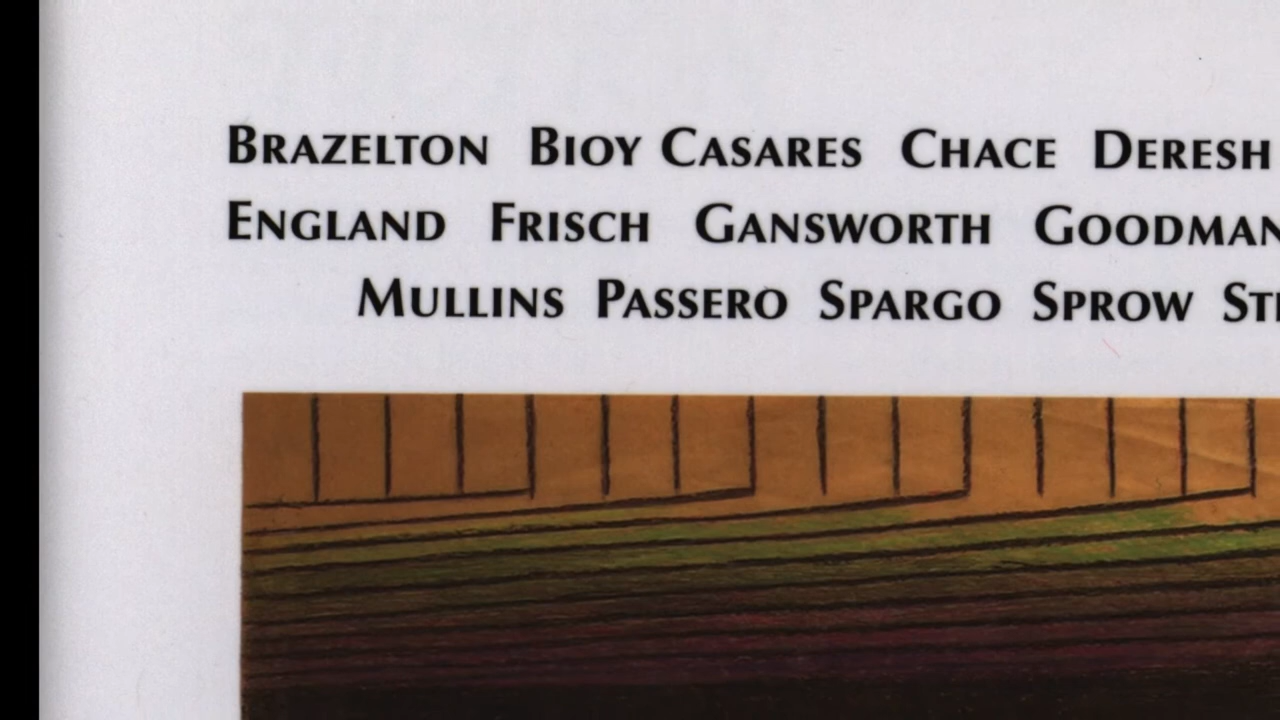 BRAZELTON BIOY CASARES CHACE DERESH
ENGLAND FRISCH GANSWORTH GOODMAN
MULLINS PASSERO SPARGO SPROW